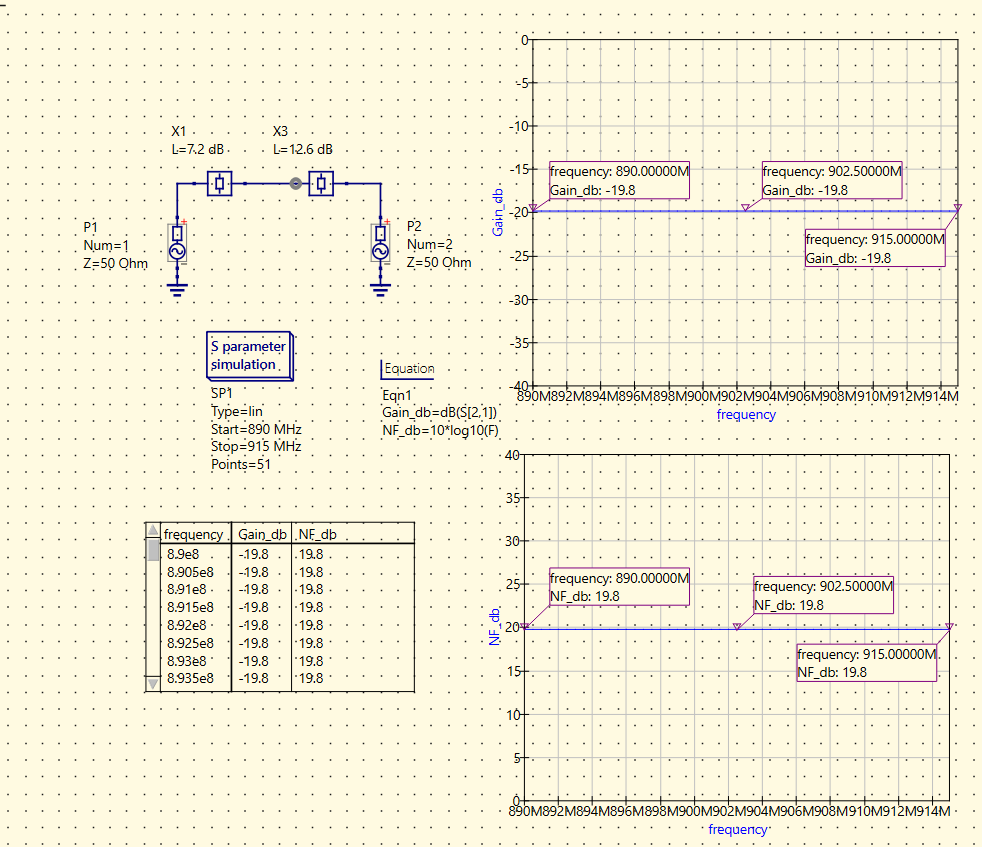 X1
L=7.2 dB
X3
L=12.6 dB
P1
Num=1
Z=50 Ohm
P2
Num=2
Z=50 Ohm
S parameter
simulation
SP1
Type=lin
Start=890 MHz
Stop=915 MHz
Points=51
Equation
Eqn1
Gain_db=dB(S[2,1])
NF_db=10*log10(F)
frequency Gain_db NF_db
8.9e8 -19.8 19.8
8.905e8 -19.8 19.8
8.91e8 -19.8 19.8
8.915e8 -19.8 19.8
8.92e8 -19.8 19.8
8.925e8 -19.8 19.8
8.93e8 -19.8 19.8
8.935e8 -19.8 19.8
0
-5
-10
-15
-20
-25
-30
-35
-40
Gain_db
frequency: 890.00000M
Gain_db: -19.8
frequency: 902.50000M
Gain_db: -19.8
frequency: 915.00000M
Gain_db: -19.8
890M892M894M896M898M900M902M904M906M908M910M912M914M
frequency
40
35
30
25
20
15
10
5
0
NF_db
frequency: 890.00000M
NF_db: 19.8
frequency: 902.50000M
NF_db: 19.8
frequency: 915.00000M
NF_db: 19.8
890M892M894M896M898M900M902M904M906M908M910M912M914M
frequency